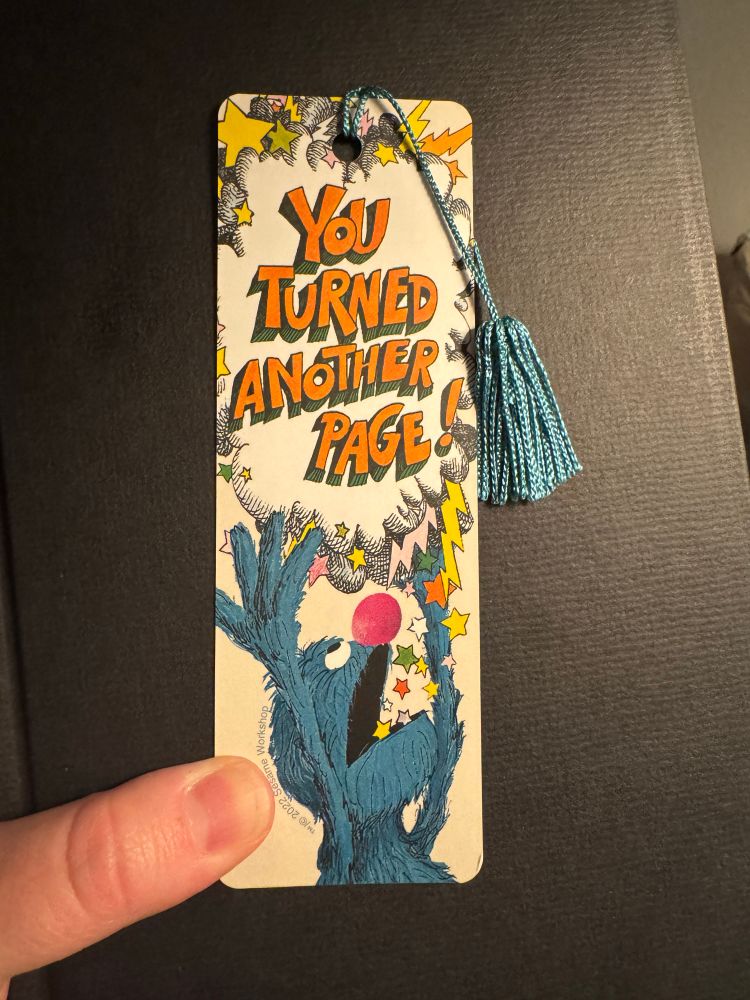 YOU
TURNED
ANOTHER
PAGE!
TM/© 2022 Sesame Workshop